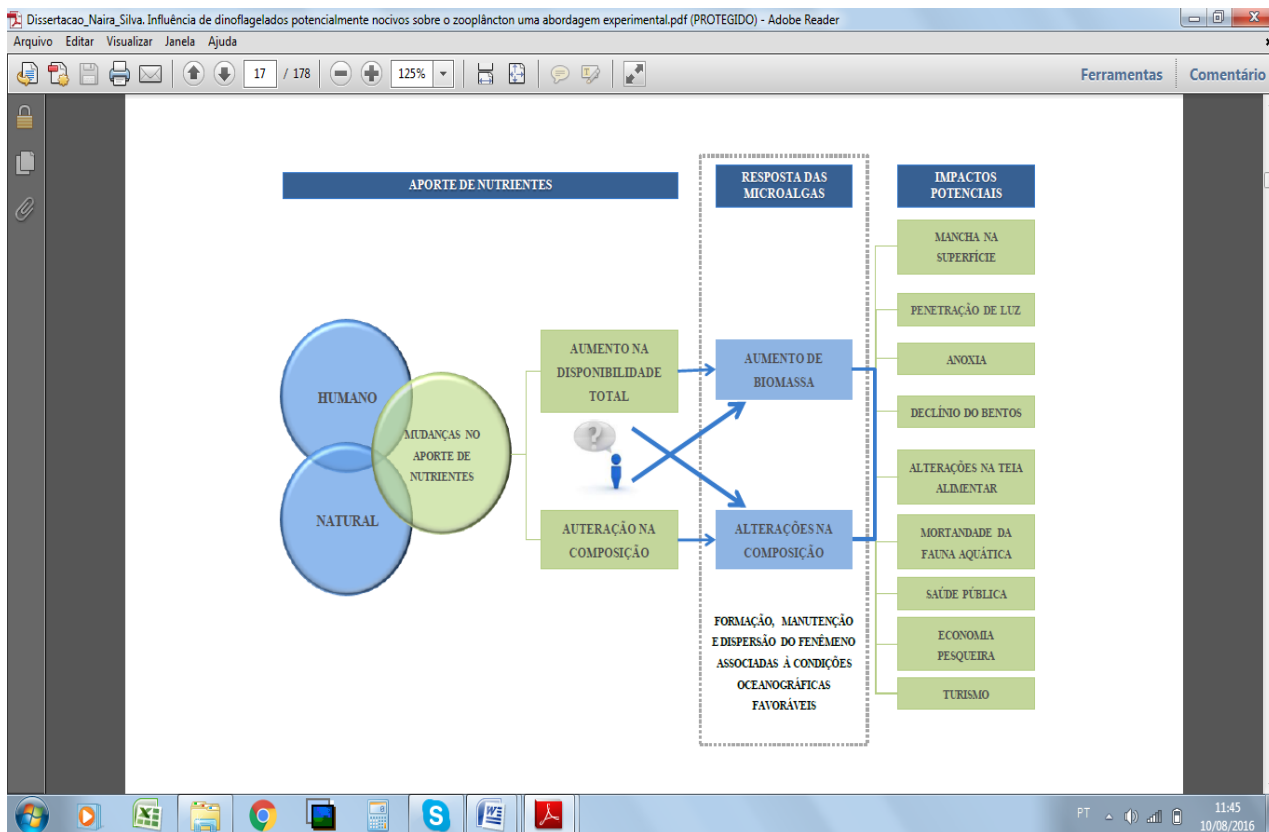 Dissertacao_Naira_Silva. Influência de dinoflagelados potencialmente nocivos sobre o zooplâncton uma abordagem experimental.pdf (PROTEGIDO) - Adobe Reader
Arquivo Editar Visualizar Janela Ajuda
17 / 178 125% Ferramentas Comentário
APORTE DE NUTRIENTES
RESPOSTA DAS
MICROALGAS
IMPACTOS
POTENCIAIS
HUMANO
NATURAL
MUDANÇAS NO
APORTE DE
NUTRIENTES
AUMENTO NA
DISPONIBILIDADE
TOTAL
?
AUTERAÇÃO NA
COMPOSIÇÃO
AUMENTO DE
BIOMASSA
ALTERAÇÕES NA
COMPOSIÇÃO
FORMAÇÃO, MANUTENÇÃO
E DISPERSÃO DO FENÊMENO
ASSOCIADAS À CONDIÇÕES
OCEANOGRÁFICAS
FAVORÁVEIS
MANCHA NA
SUPERFÍCIE
PENETRAÇÃO DE LUZ
ANOXIA
DECLÍNIO DO BENTOS
ALTERAÇÕES NA TEIA
ALIMENTAR
MORTANDADE DA
FAUNA AQUÁTICA
SAÚDE PÚBLICA
ECONOMIA
PESQUEIRA
TURISMO
PT 11:45
10/08/2016